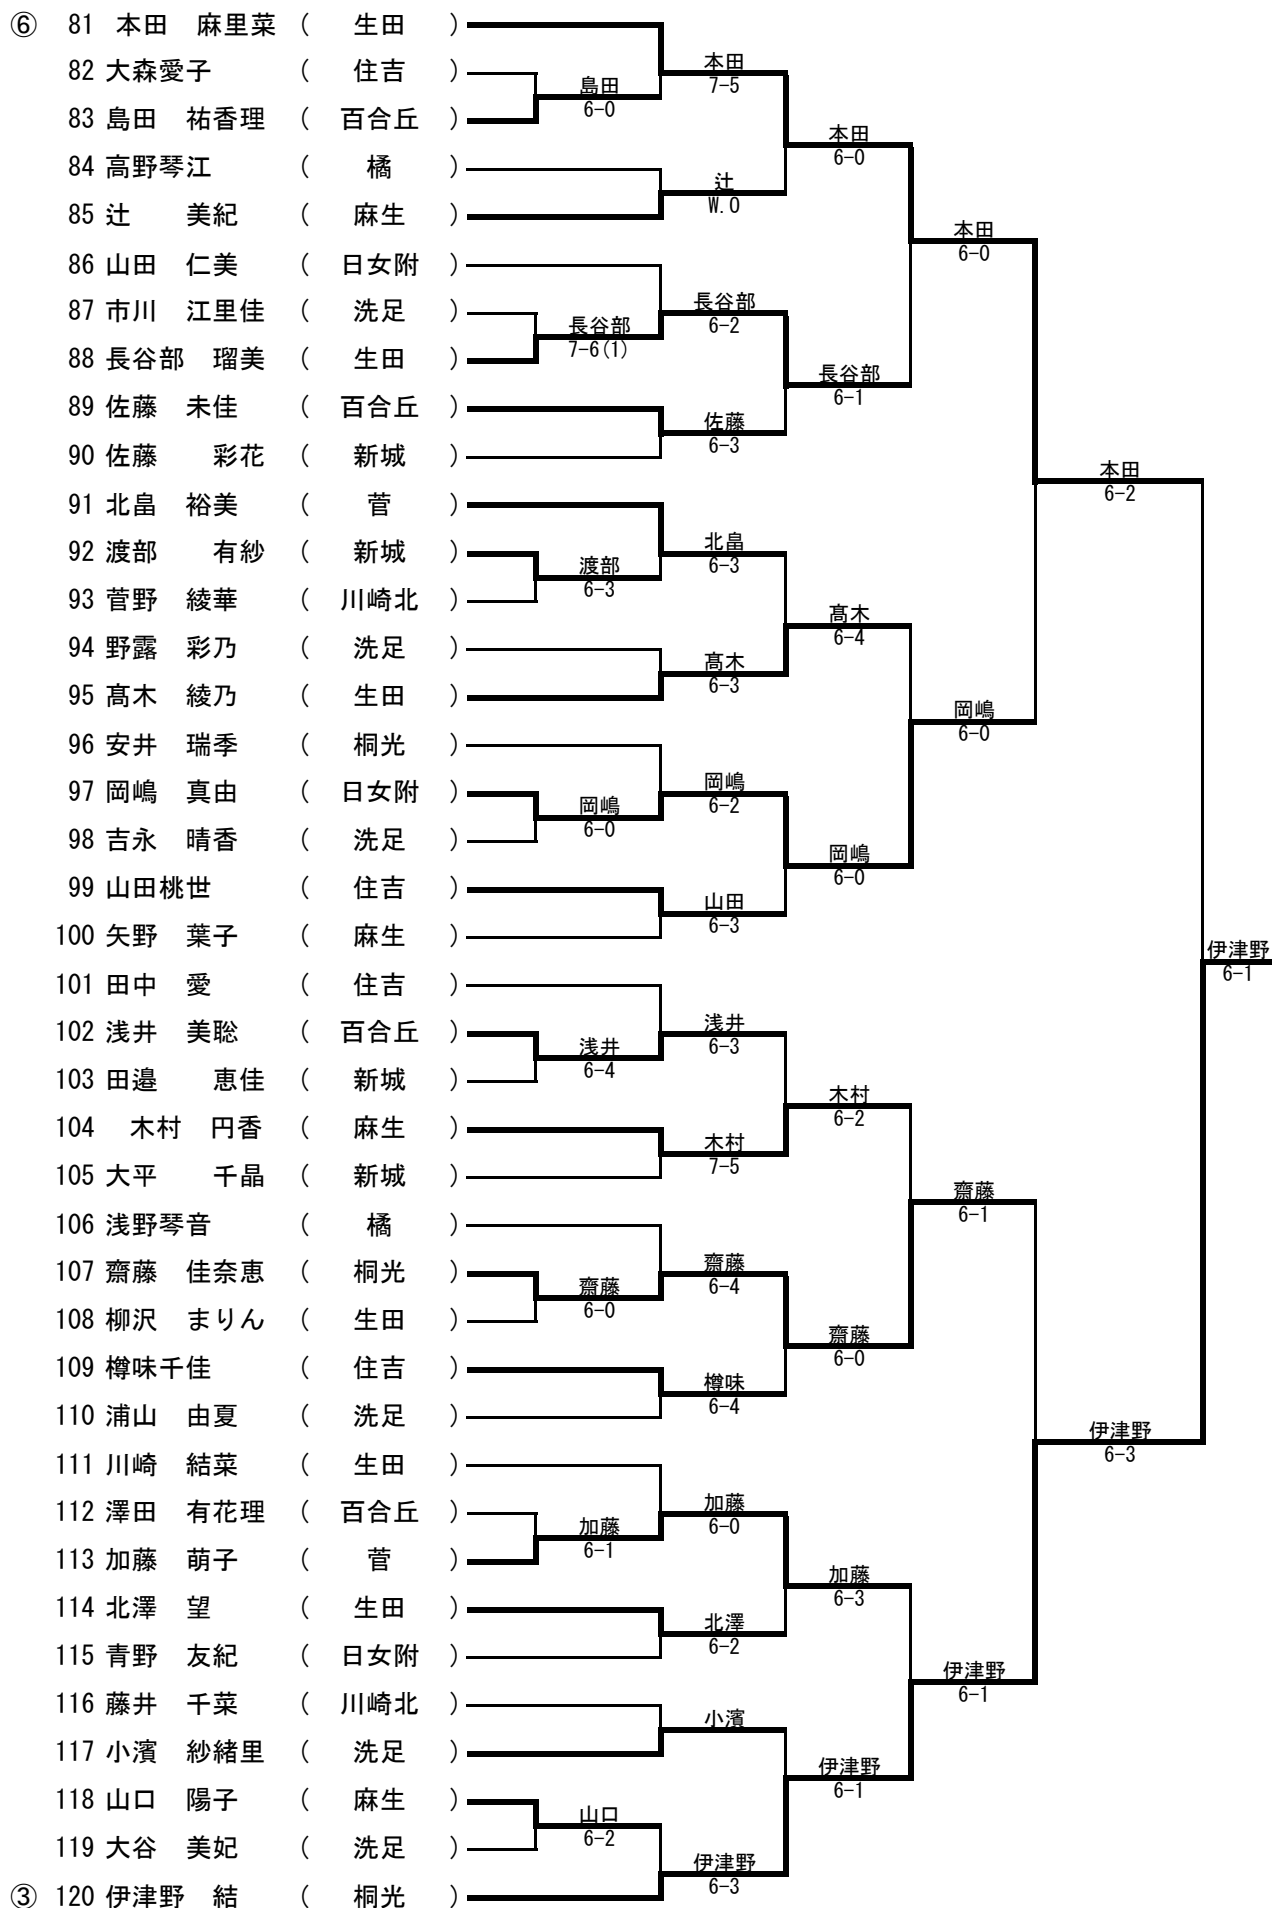 ⑥ 81 本田 麻里菜 ( 生田 )
82 大森愛子 ( 住吉 )
83 島田 祐香理 ( 百合丘 )
84 高野琴江 ( 橘 )
85 辻 美紀 ( 麻生 )
86 山田 仁美 ( 日女附 )
87 市川 江里佳 ( 洗足 )
88 長谷部 瑠美 ( 生田 )
89 佐藤 未佳 ( 百合丘 )
90 佐藤 彩花 ( 新城 )
91 北畠 裕美 ( 菅 )
92 渡部 有紗 ( 新城 )
93 菅野 綾華 ( 川崎北 )
94 野露 彩乃 ( 洗足 )
95 髙木 綾乃 ( 生田 )
96 安井 瑞季 ( 桐光 )
97 岡嶋 真由 ( 日女附 )
98 吉永 晴香 ( 洗足 )
99 山田桃世 ( 住吉 )
100 矢野 葉子 ( 麻生 )
101 田中 愛 ( 住吉 )
102 浅井 美聡 ( 百合丘 )
103 田邉 恵佳 ( 新城 )
104 木村 円香 ( 麻生 )
105 大平 千晶 ( 新城 )
106 浅野琴音 ( 橘 )
107 齋藤 佳奈恵 ( 桐光 )
108 柳沢 まりん ( 生田 )
109 樽味千佳 ( 住吉 )
110 浦山 由夏 ( 洗足 )
111 川崎 結菜 ( 生田 )
112 澤田 有花理 ( 百合丘 )
113 加藤 萌子 ( 菅 )
114 北澤 望 ( 生田 )
115 青野 友紀 ( 日女附 )
116 藤井 千菜 ( 川崎北 )
117 小濱 紗緒里 ( 洗足 )
118 山口 陽子 ( 麻生 )
119 大谷 美妃 ( 洗足 )
③ 120 伊津野 結 ( 桐光 )
島田
6-0
長谷部
7-6(1)
渡部
6-3
岡嶋
6-0
浅井
6-4
齋藤
6-0
加藤
6-1
山口
6-2
本田
7-5
辻
W.O
長谷部
6-2
佐藤
6-3
北畠
6-3
髙木
6-3
岡嶋
6-2
山田
6-3
浅井
6-3
木村
7-5
齋藤
6-4
樽味
6-4
加藤
6-0
北澤
6-2
小濱
伊津野
6-3
本田
6-0
長谷部
6-1
髙木
6-4
岡嶋
6-0
木村
6-2
齋藤
6-0
加藤
6-3
伊津野
6-1
本田
6-0
岡嶋
6-0
齋藤
6-1
伊津野
6-1
本田
6-2
伊津野
6-3
伊津野
6-1